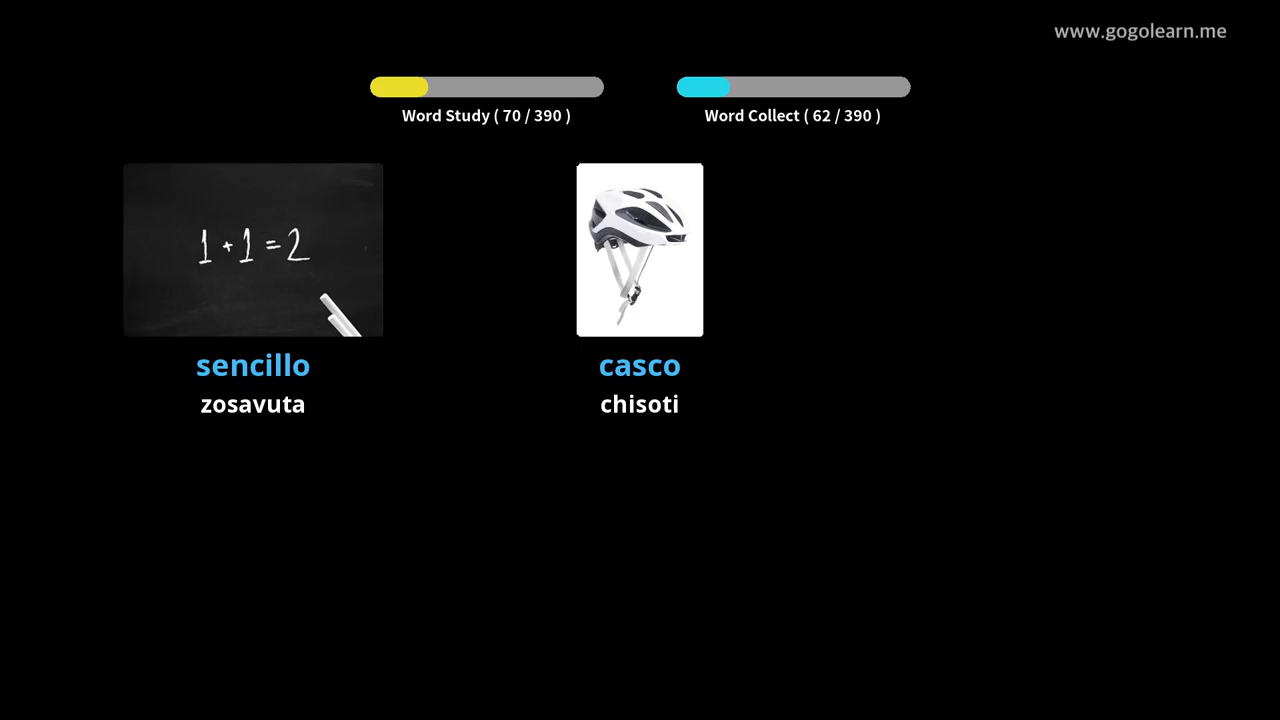 www.gogolearn.me
Word Study ( 70 / 390 )
Word Collect ( 62 / 390 )
1 + 1 = 2
sencillo
zosavuta
casco
chisoti